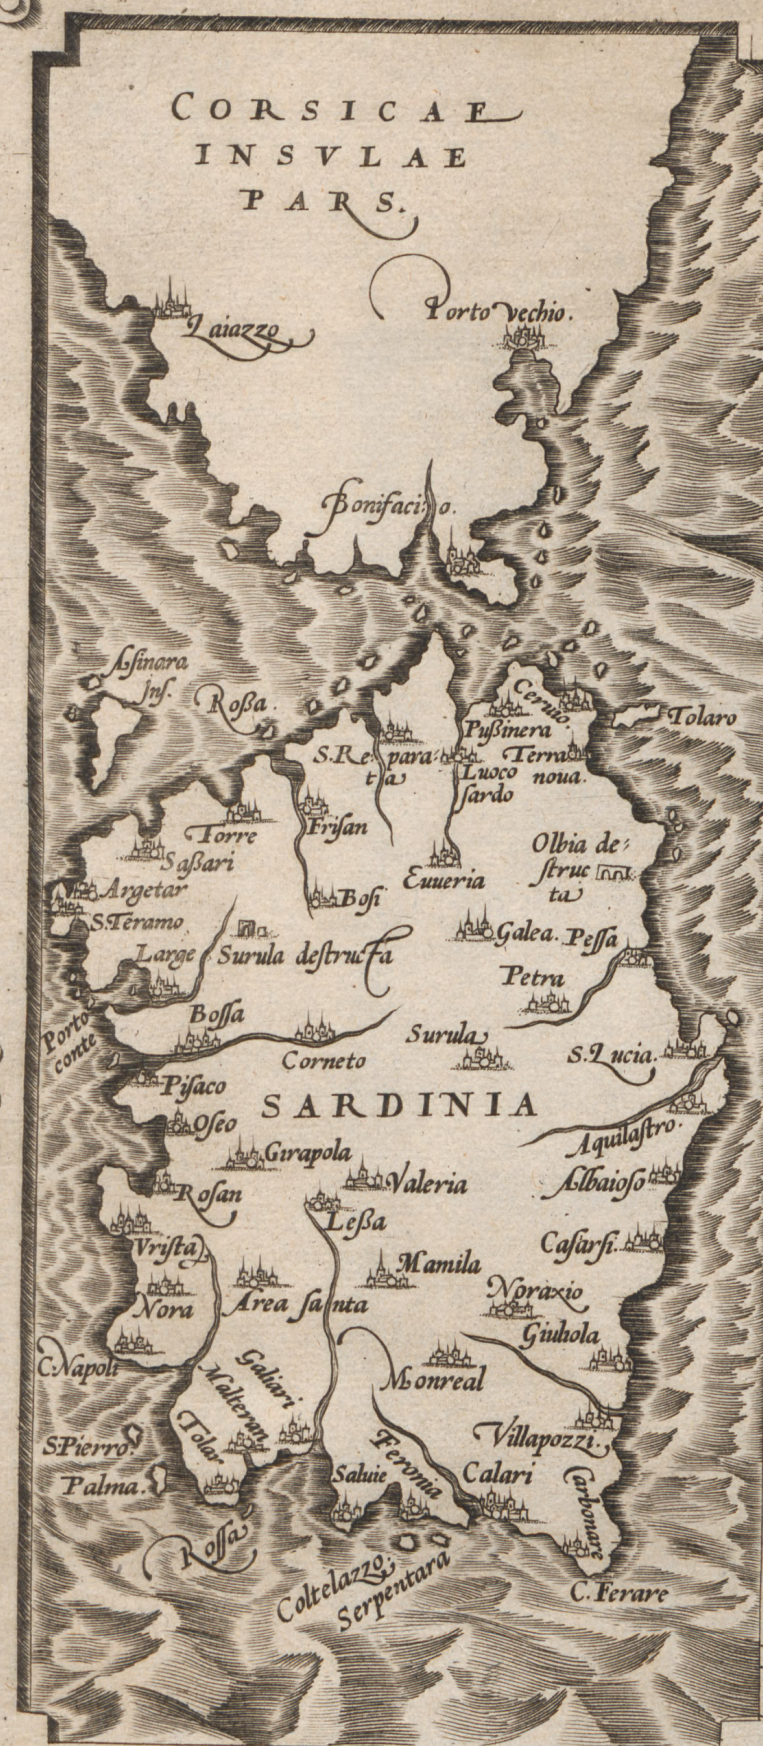 CORSICAE
INSVLAE
PARS.
Laiazzo
Porto vechio.
Bonifaci:o.
Asinara
Ins.
Roßa.
Ceruio.
Tolaro
Pußinera
S. Re:para:
ta
Luoco
sardo
Terra
noua.
Torre
Frisan
Saßari
Euueria
Olbia de:
struc
ta
Argetar
Bosi
S. Teramo
Large
Surula destructa
Galea.
Pessa
Petra
Porto
conte
Bossa
Corneto
Surula
S. Lucia.
Pisaco
SARDINIA
Oseo
Aquilastro.
Girapola
Valeria
Albaioso
Rosan
Leßa
Vrista
Casarsi.
Mamila
Nora
Area santa
Noraxio
Giuhola
C. Napoli
Galiari
Malteran
Monreal
Tolar
S. Pierro.
Villapozzi.
Palma.
Saluie
Feronia
Calari
Carbonare
Rossa
Coltelazzo.
Serpentara
C. Ferare